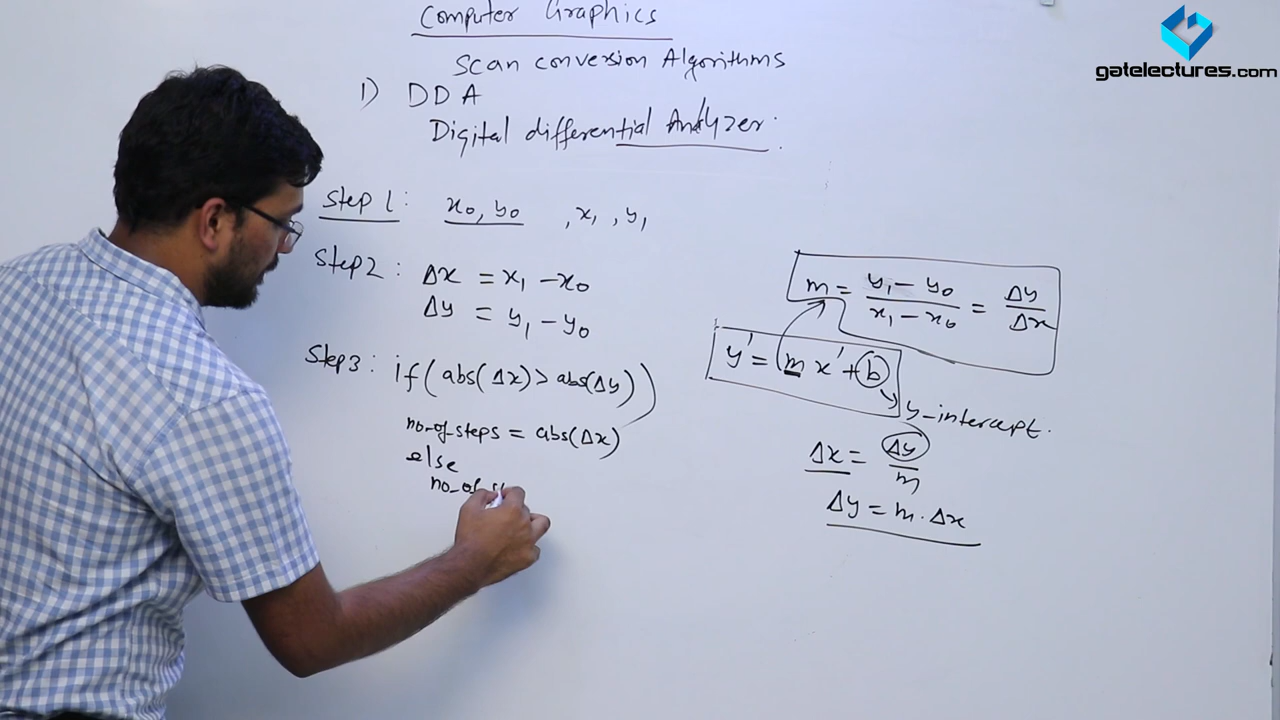 Computer Graphics
Scan conversion Algorithms
1) DDA
Digital differential Analyzer.
Step 1: x₀, y₀ , x₁, y₁
Step 2: Δx = x₁ - x₀
Δy = y₁ - y₀
Step 3: if(abs(Δx) > abs(Δy))
no_of_steps = abs(Δx)
else
no_of_s
m = y₁ - y₀ / x₁ - x₀ = Δy / Δx
y' = m x' + b
y_intercept.
Δx = Δy / m
Δy = m . Δx
gatelectures.com